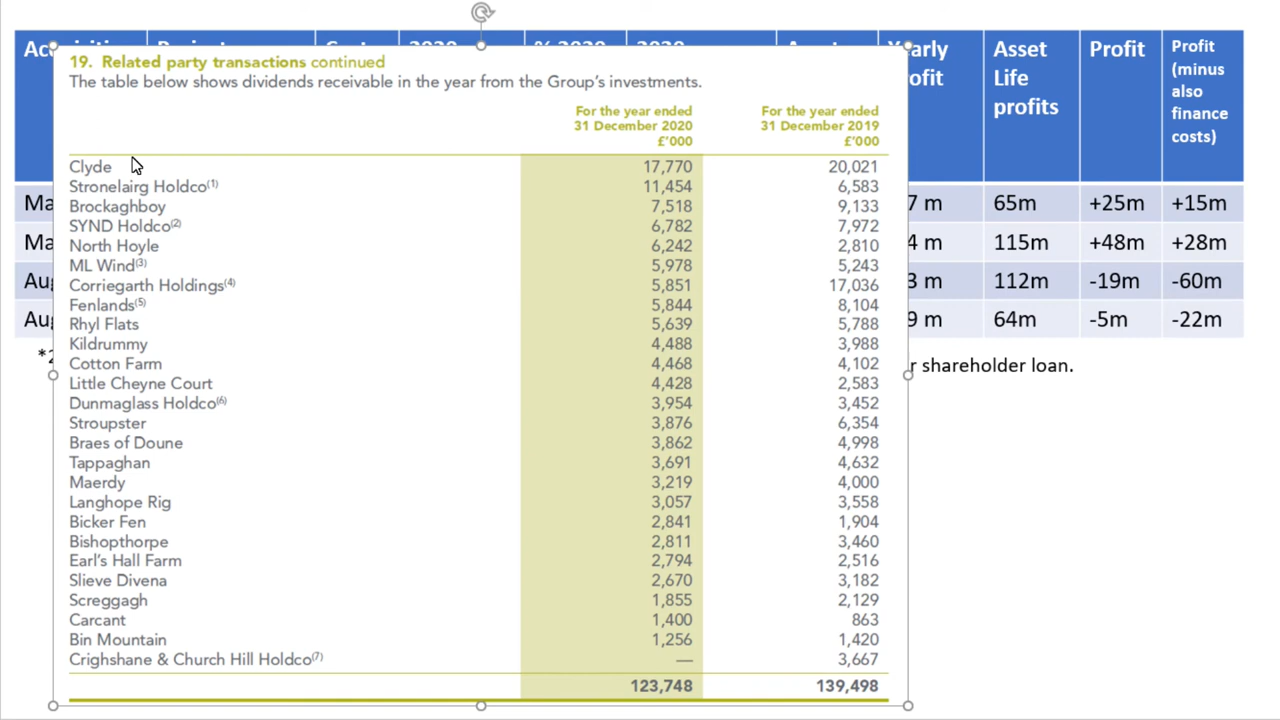 19. Related party transactions continued
The table below shows dividends receivable in the year from the Group's investments.
For the year ended 31 December 2020 £'000 For the year ended 31 December 2019 £'000
Clyde 17,770 20,021
Stronelairg Holdco(1) 11,454 6,583
Brockaghboy 7,518 9,133
SYND Holdco(2) 6,782 7,972
North Hoyle 6,242 2,810
ML Wind(3) 5,978 5,243
Corriegarth Holdings(4) 5,851 17,036
Fenlands(5) 5,844 8,104
Rhyl Flats 5,639 5,788
Kildrummy 4,488 3,988
Cotton Farm 4,468 4,102
Little Cheyne Court 4,428 2,583
Dunmaglass Holdco(6) 3,954 3,452
Stroupster 3,876 6,354
Braes of Doune 3,862 4,998
Tappaghan 3,691 4,632
Maerdy 3,219 4,000
Langhope Rig 3,057 3,558
Bicker Fen 2,841 1,904
Bishopthorpe 2,811 3,460
Earl's Hall Farm 2,794 2,516
Slieve Divena 2,670 3,182
Screggagh 1,855 2,129
Carcant 1,400 863
Bin Mountain 1,256 1,420
Crighshane & Church Hill Holdco(7) — 3,667
123,748 139,498
Asset Life profits Profit Profit (minus also finance costs)
7 m 65m +25m +15m
4 m 115m +48m +28m
3 m 112m -19m -60m
9 m 64m -5m -22m
shareholder loan.